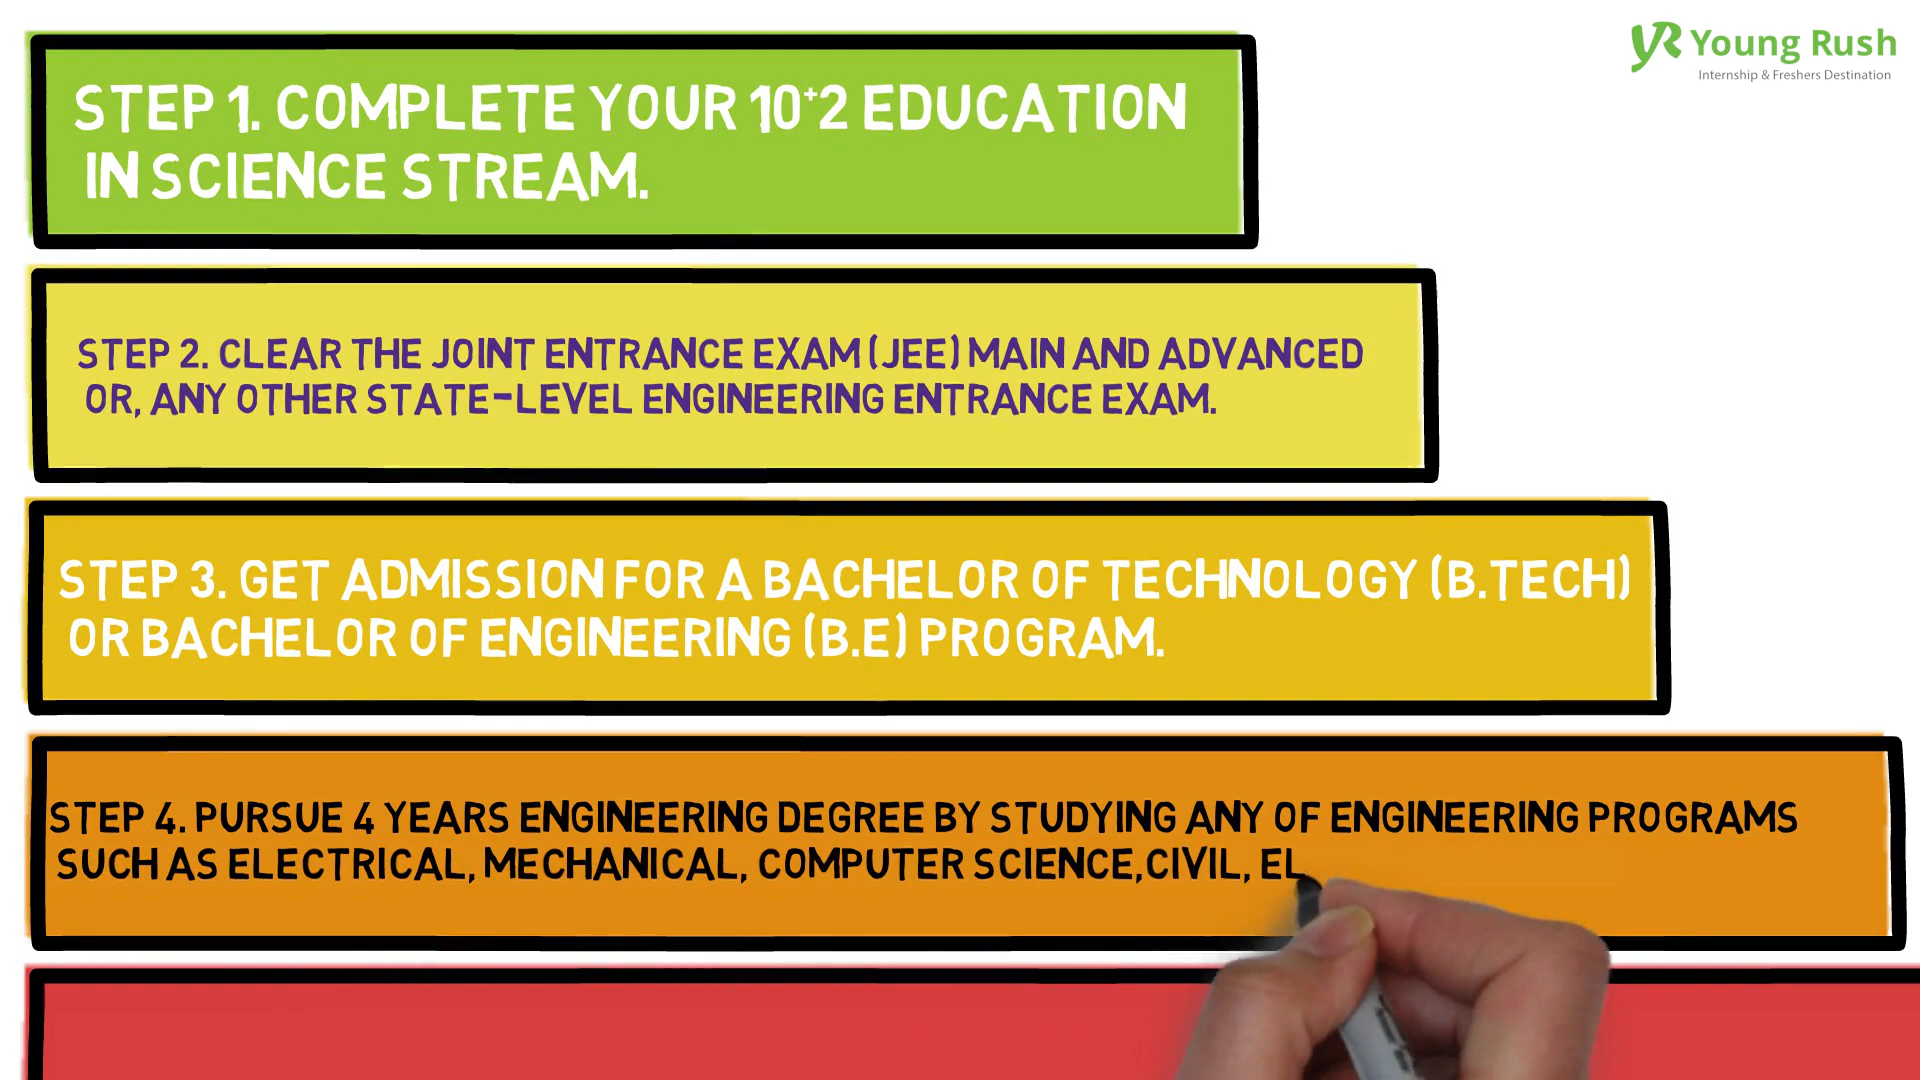 Young Rush
Internship & Freshers Destination
STEP 1. COMPLETE YOUR 10+2 EDUCATION
IN SCIENCE STREAM.
STEP 2. CLEAR THE JOINT ENTRANCE EXAM (JEE) MAIN AND ADVANCED
OR, ANY OTHER STATE-LEVEL ENGINEERING ENTRANCE EXAM.
STEP 3. GET ADMISSION FOR A BACHELOR OF TECHNOLOGY (B.TECH)
OR BACHELOR OF ENGINEERING (B.E) PROGRAM.
STEP 4. PURSUE 4 YEARS ENGINEERING DEGREE BY STUDYING ANY OF ENGINEERING PROGRAMS
SUCH AS ELECTRICAL, MECHANICAL, COMPUTER SCIENCE,CIVIL, EL